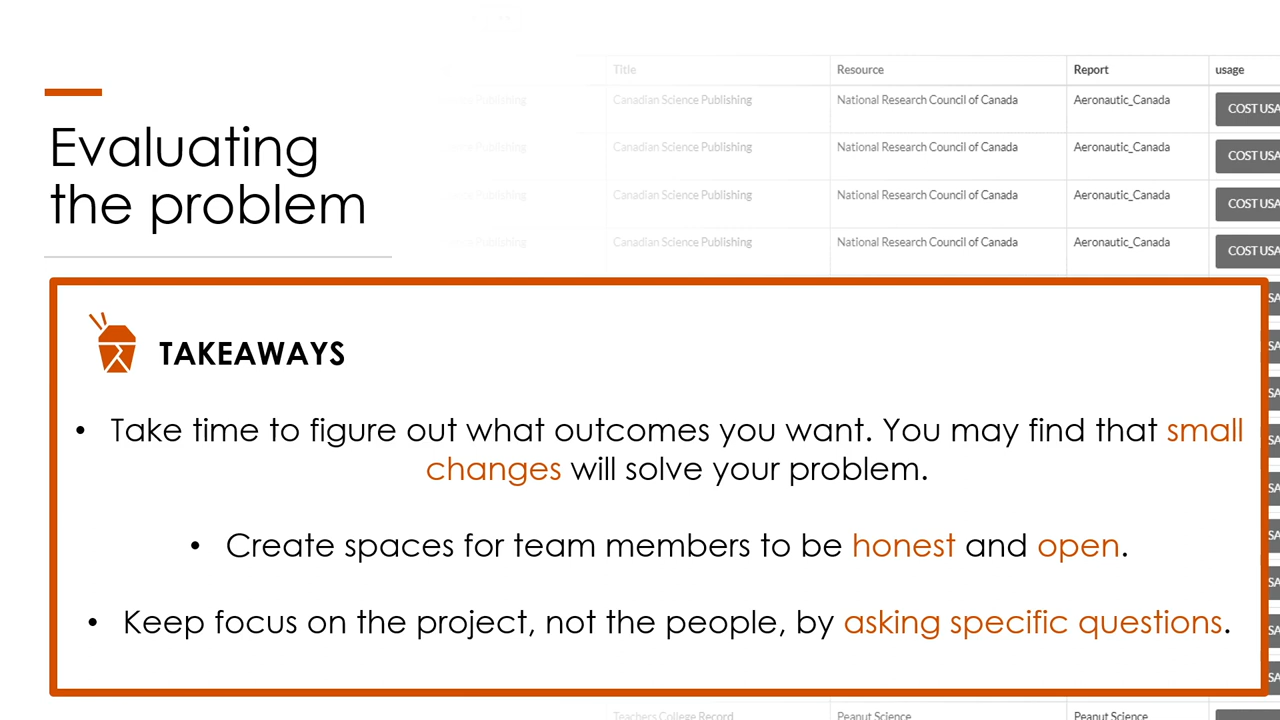 Title Resource Report usage
Publishing Canadian Science Publishing National Research Council of Canada Aeronautic_Canada COST USA
Publishing Canadian Science Publishing National Research Council of Canada Aeronautic_Canada COST USA
Publishing Canadian Science Publishing National Research Council of Canada Aeronautic_Canada COST USA
Publishing Canadian Science Publishing National Research Council of Canada Aeronautic_Canada COST USA
Evaluating
the problem
TAKEAWAYS
• Take time to figure out what outcomes you want. You may find that small
changes will solve your problem.
• Create spaces for team members to be honest and open.
• Keep focus on the project, not the people, by asking specific questions.
Teachers College Record Peanut Science Peanut Science